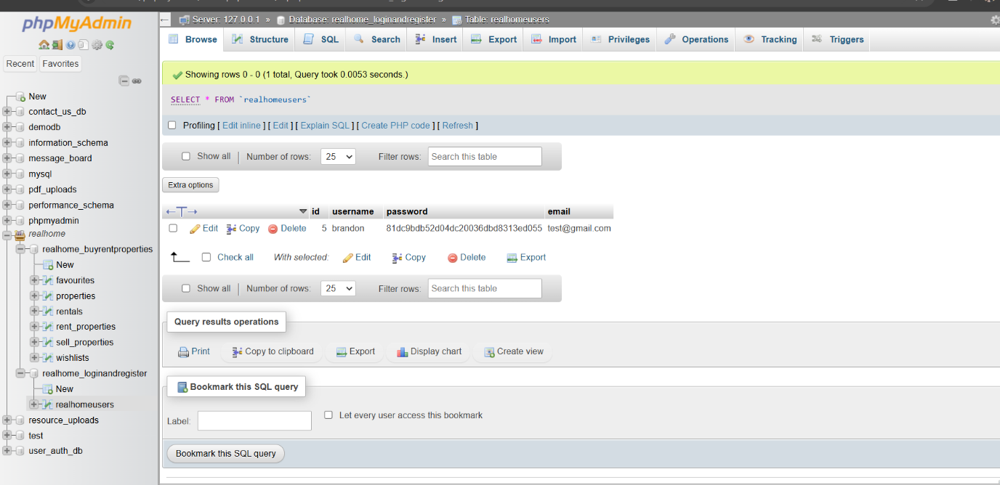 phpMyAdmin
Recent Favorites
New
contact_us_db
demodb
information_schema
message_board
mysql
pdf_uploads
performance_schema
phpmyadmin
realhome
realhome_buyrentproperties
New
favourites
properties
rentals
rent_properties
sell_properties
wishlists
realhome_loginandregister
New
realhomeusers
resource_uploads
test
user_auth_db
Server: 127.0.0.1 » Database: realhome_loginandregister » Table: realhomeusers
Browse Structure SQL Search Insert Export Import Privileges Operations Tracking Triggers
Showing rows 0 - 0 (1 total, Query took 0.0053 seconds.)
SELECT * FROM `realhomeusers`
Profiling [ Edit inline ] [ Edit ] [ Explain SQL ] [ Create PHP code ] [ Refresh ]
Show all Number of rows: 25 Filter rows: Search this table
Extra options
id username password email
Edit Copy Delete 5 brandon 81dc9bdb52d04dc20036dbd8313ed055 test@gmail.com
Check all With selected: Edit Copy Delete Export
Show all Number of rows: 25 Filter rows: Search this table
Query results operations
Print Copy to clipboard Export Display chart Create view
Bookmark this SQL query
Label: Let every user access this bookmark
Bookmark this SQL query